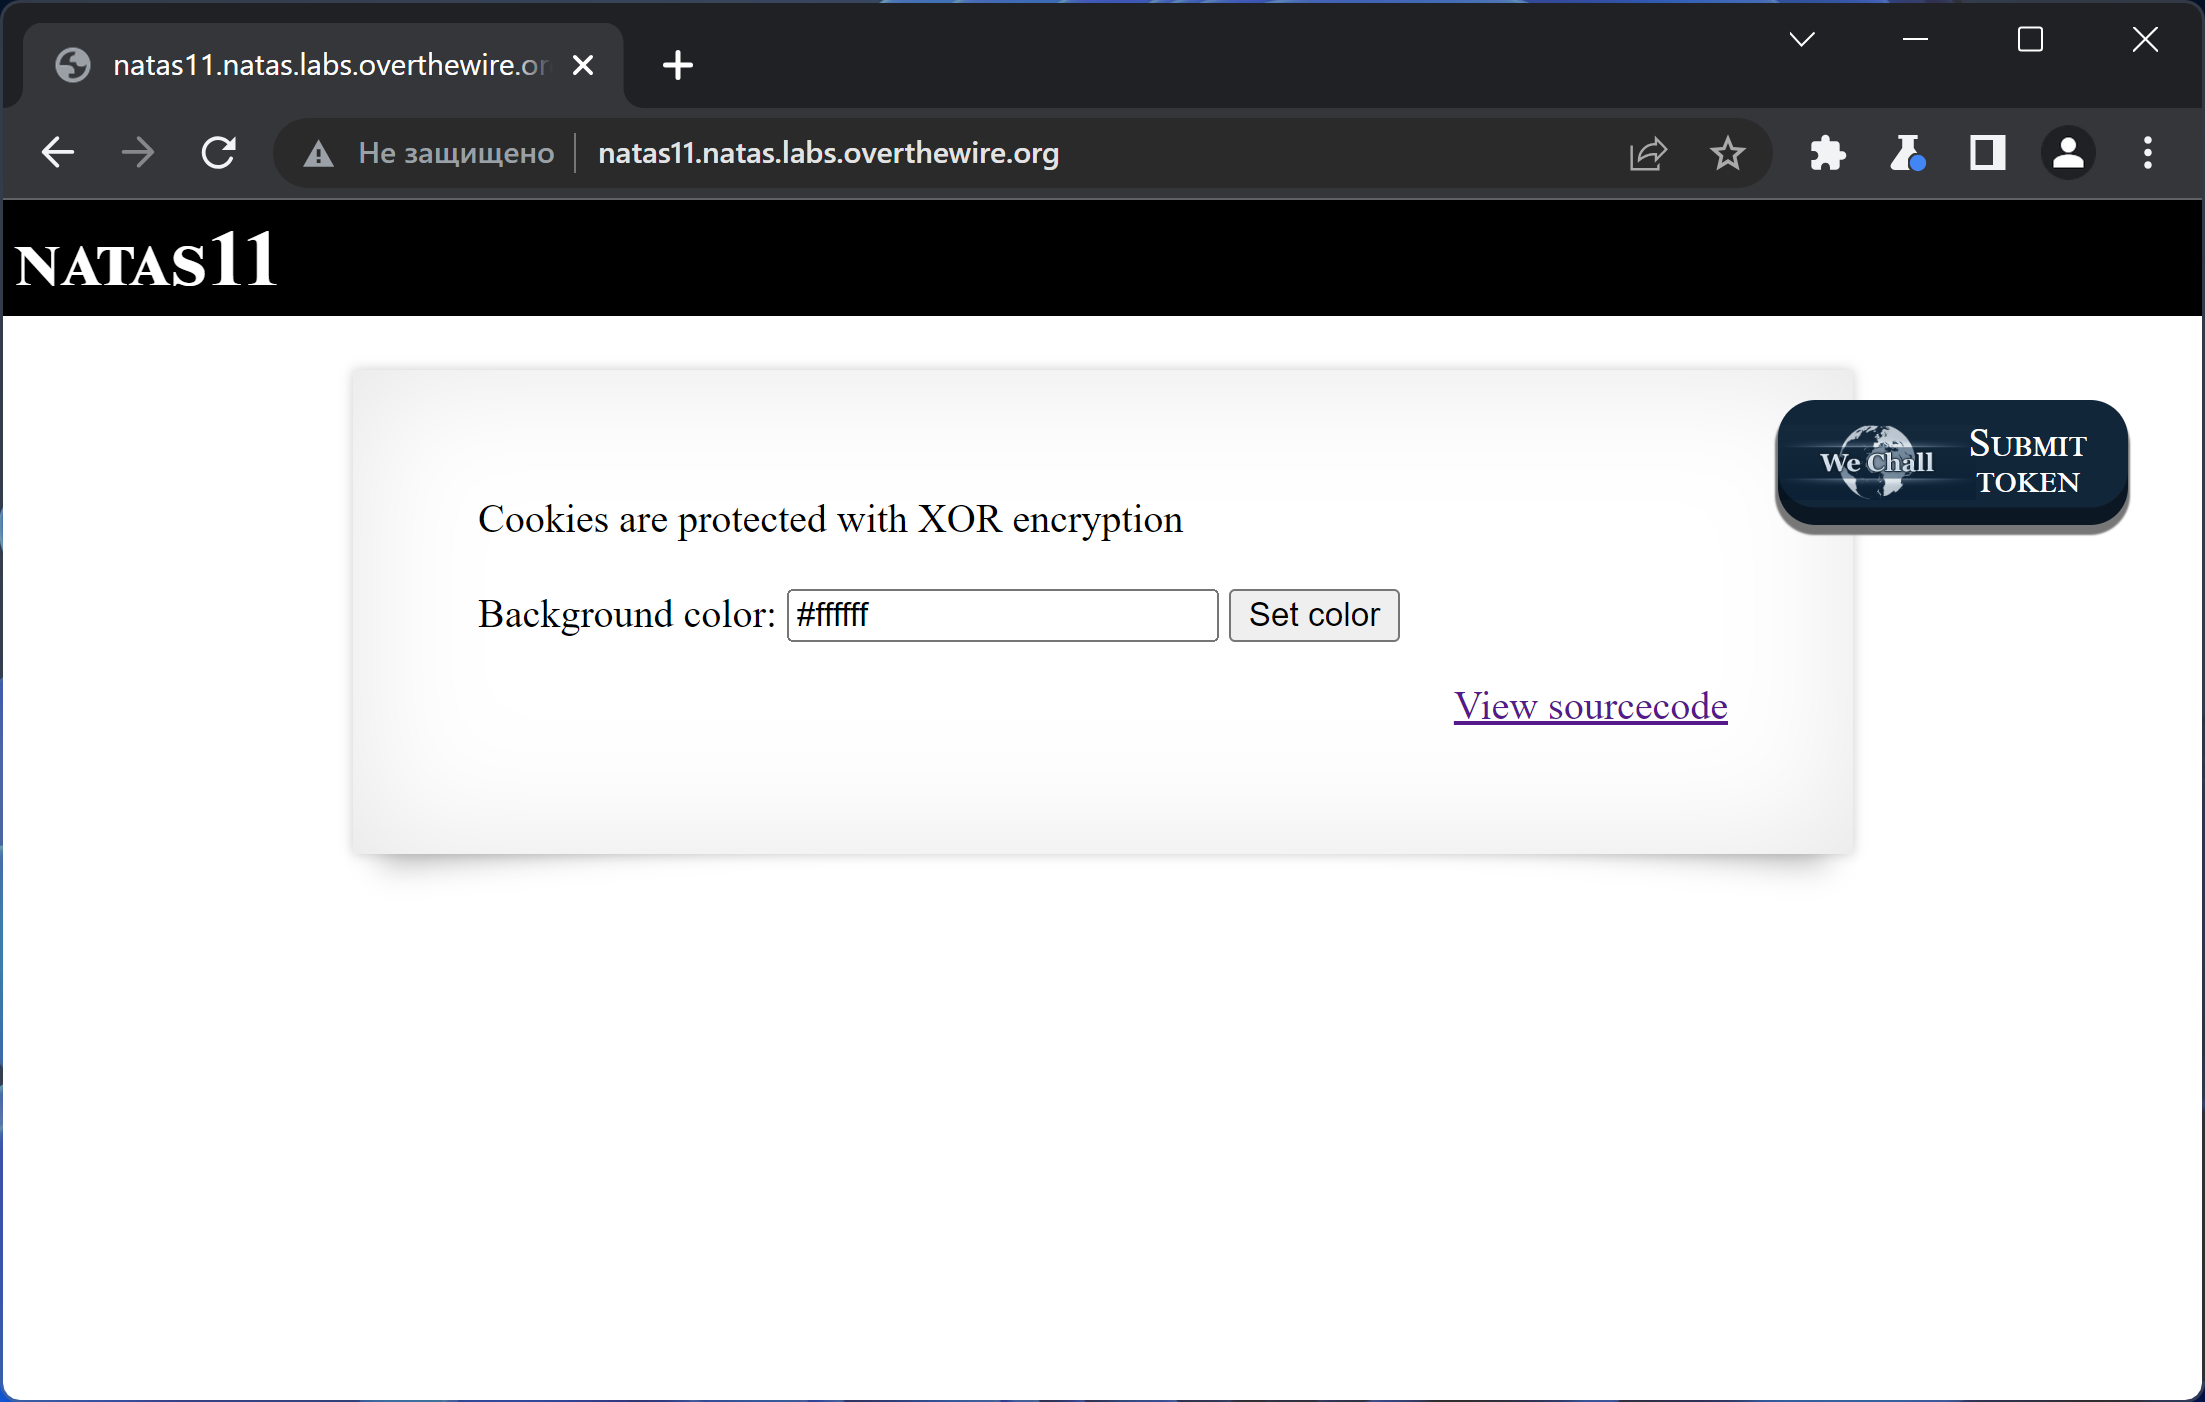 natas11.natas.labs.overthewire.or
Не защищено natas11.natas.labs.overthewire.org
NATAS11
We Chall
SUBMIT
TOKEN
Cookies are protected with XOR encryption
Background color: #ffffff Set color
View sourcecode